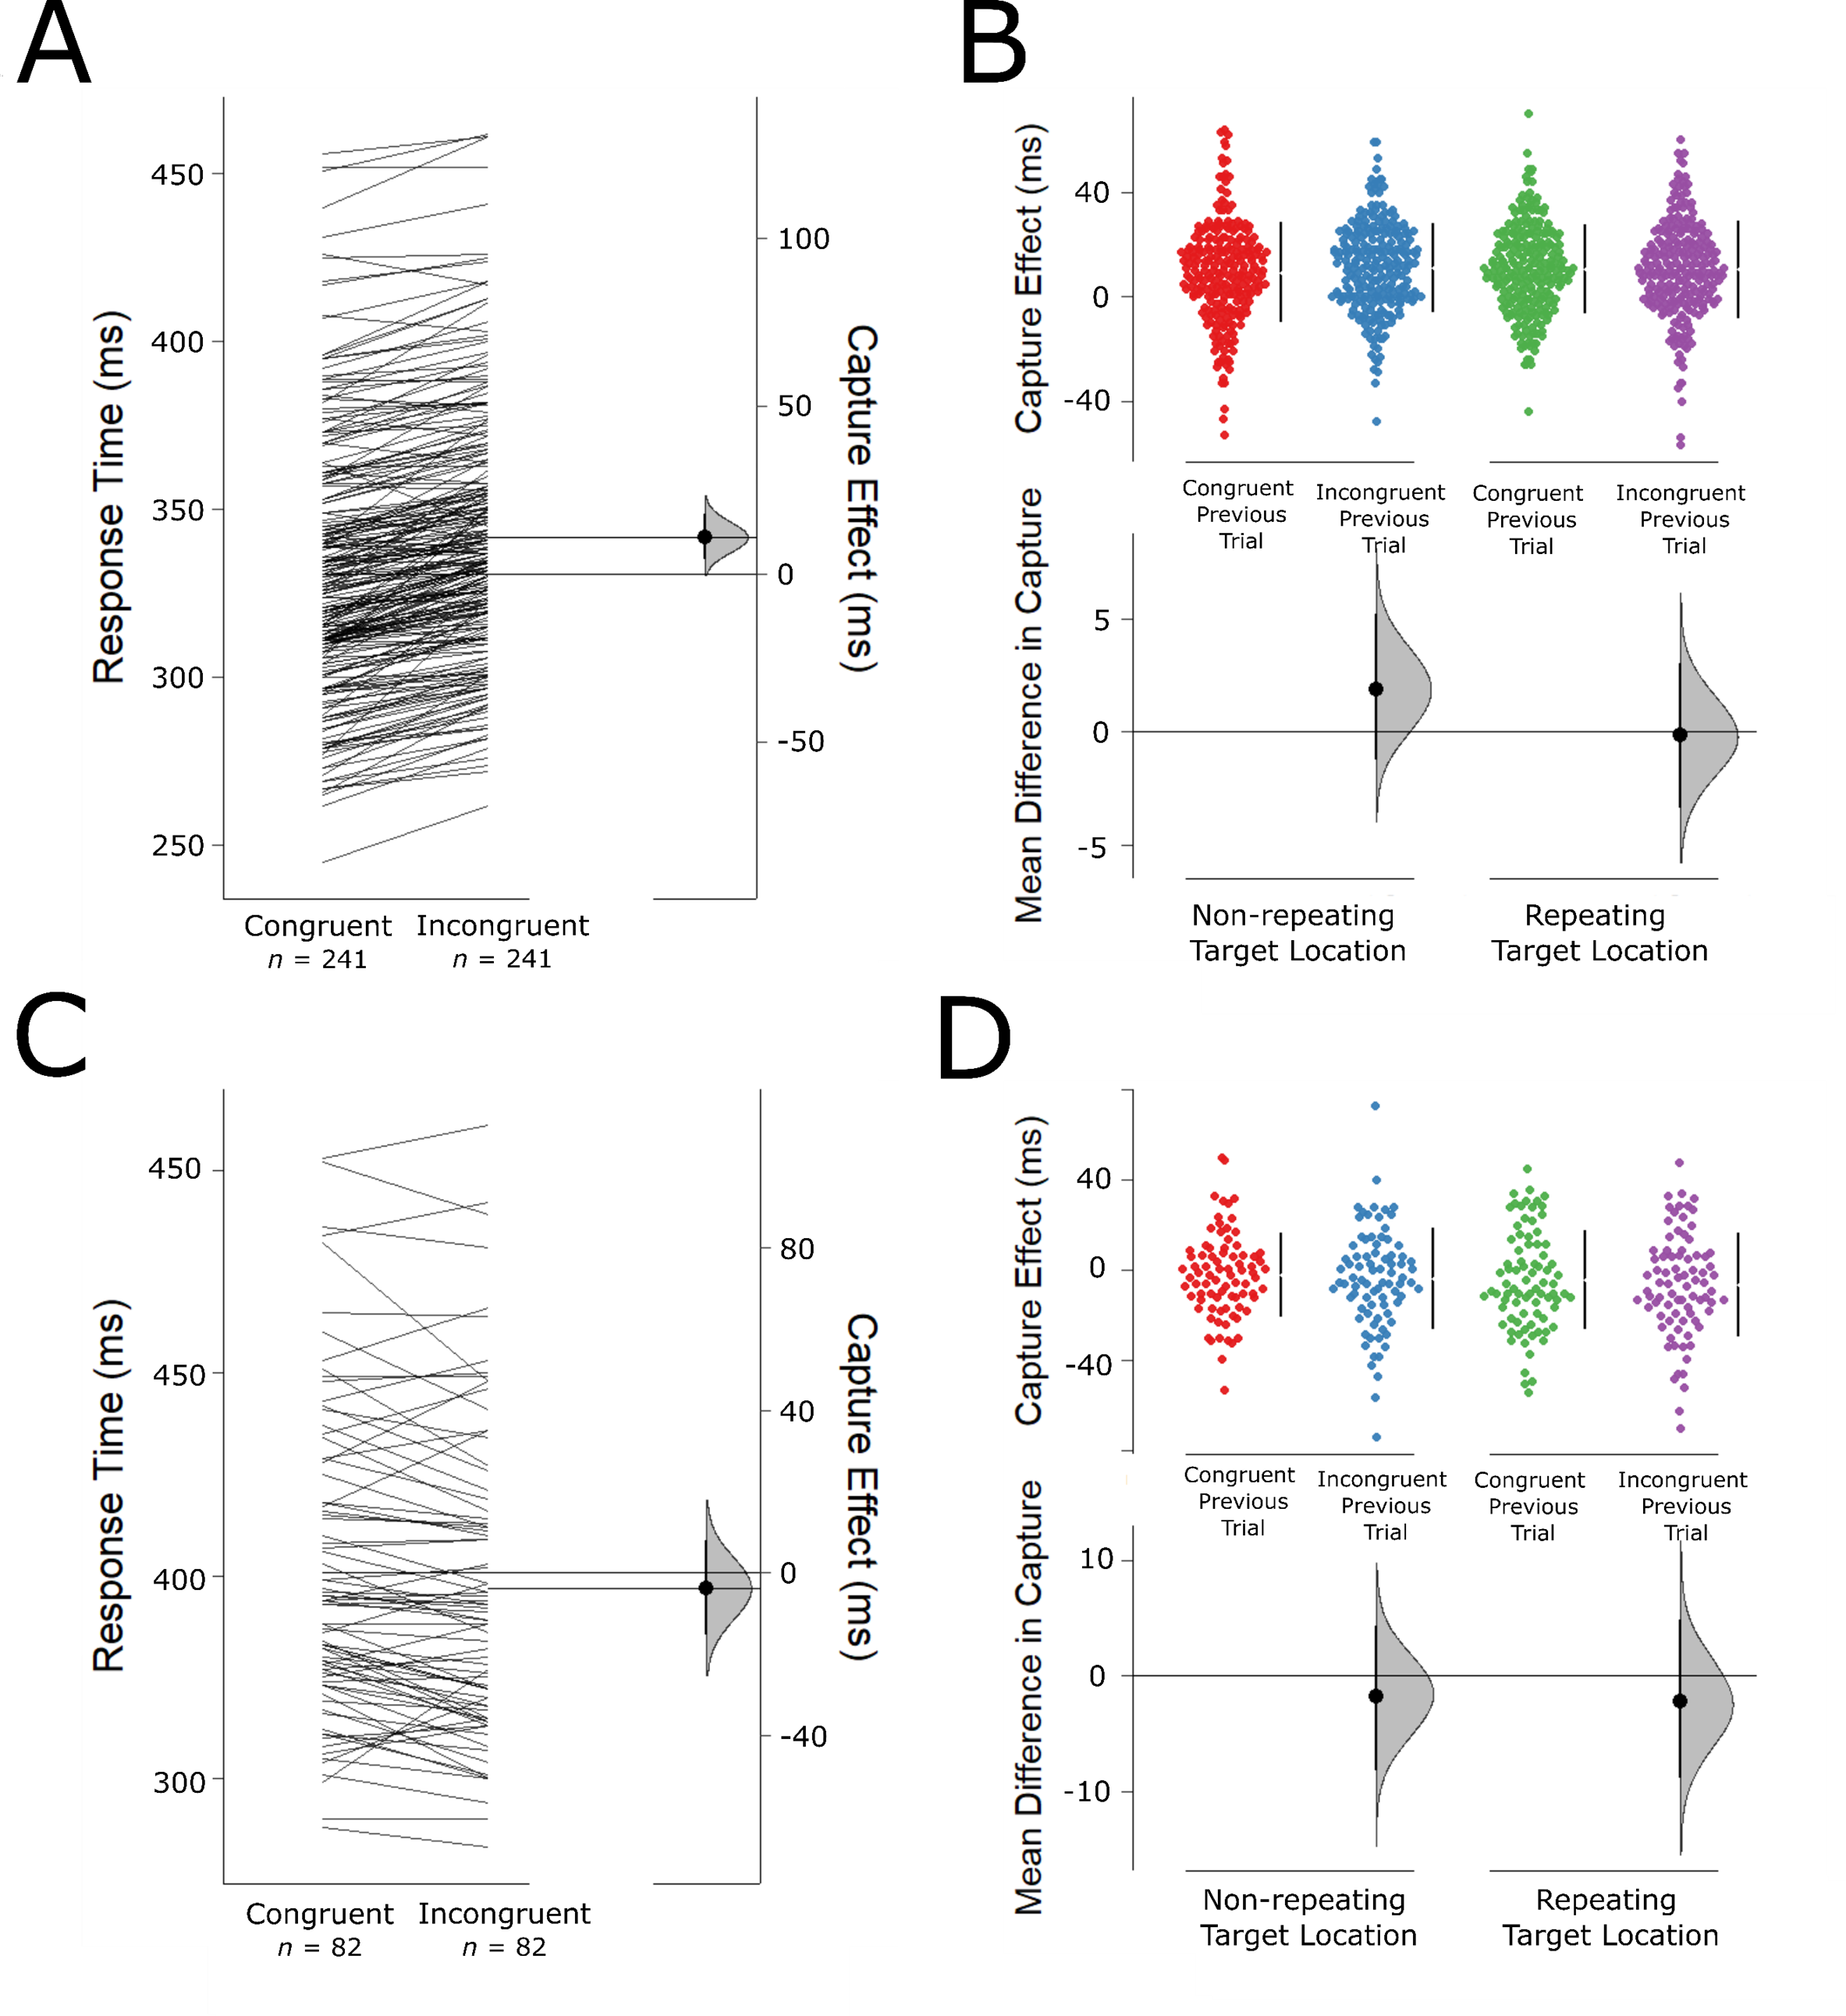 A
Response Time (ms)
450
400
350
300
250
100
50
0
-50
Capture Effect (ms)
Congruent
n = 241
Incongruent
n = 241
B
Capture Effect (ms)
40
0
-40
Congruent
Previous
Trial
Incongruent
Previous
Trial
Congruent
Previous
Trial
Incongruent
Previous
Trial
Mean Difference in Capture
5
0
-5
Non-repeating
Target Location
Repeating
Target Location
C
Response Time (ms)
450
450
400
300
80
40
0
-40
Capture Effect (ms)
Congruent
n = 82
Incongruent
n = 82
D
Capture Effect (ms)
40
0
-40
Congruent
Previous
Trial
Incongruent
Previous
Trial
Congruent
Previous
Trial
Incongruent
Previous
Trial
Mean Difference in Capture
10
0
-10
Non-repeating
Target Location
Repeating
Target Location